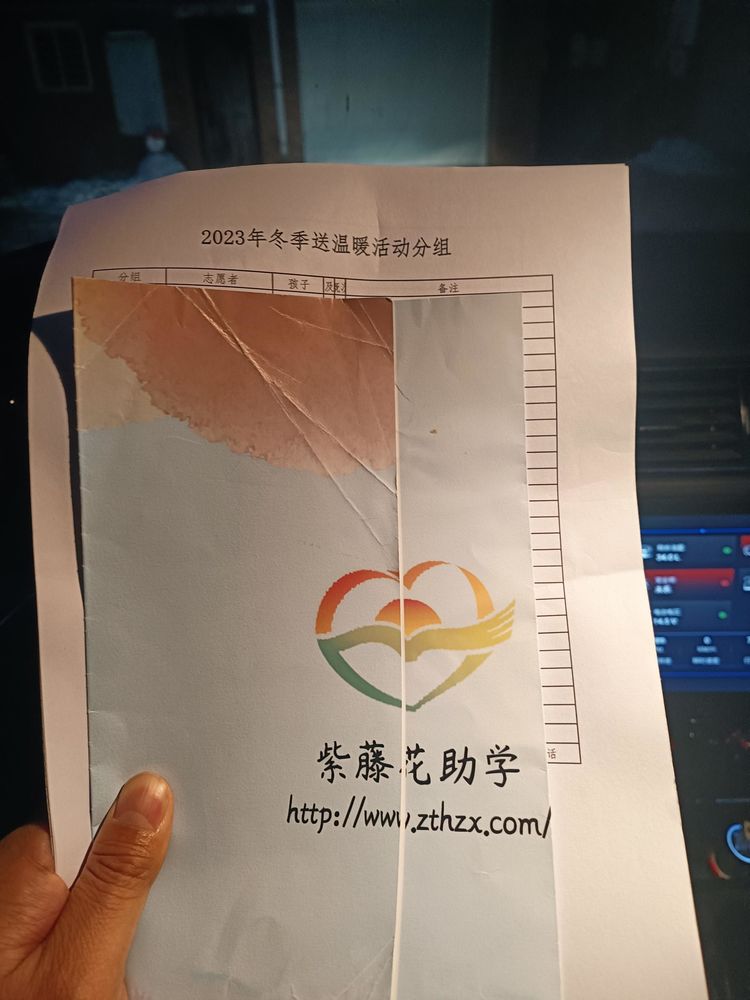 2023年冬季送温暖活动分组
分组 志愿者 孩子 备注
话
紫藤花助学
http://www.zthzx.com/